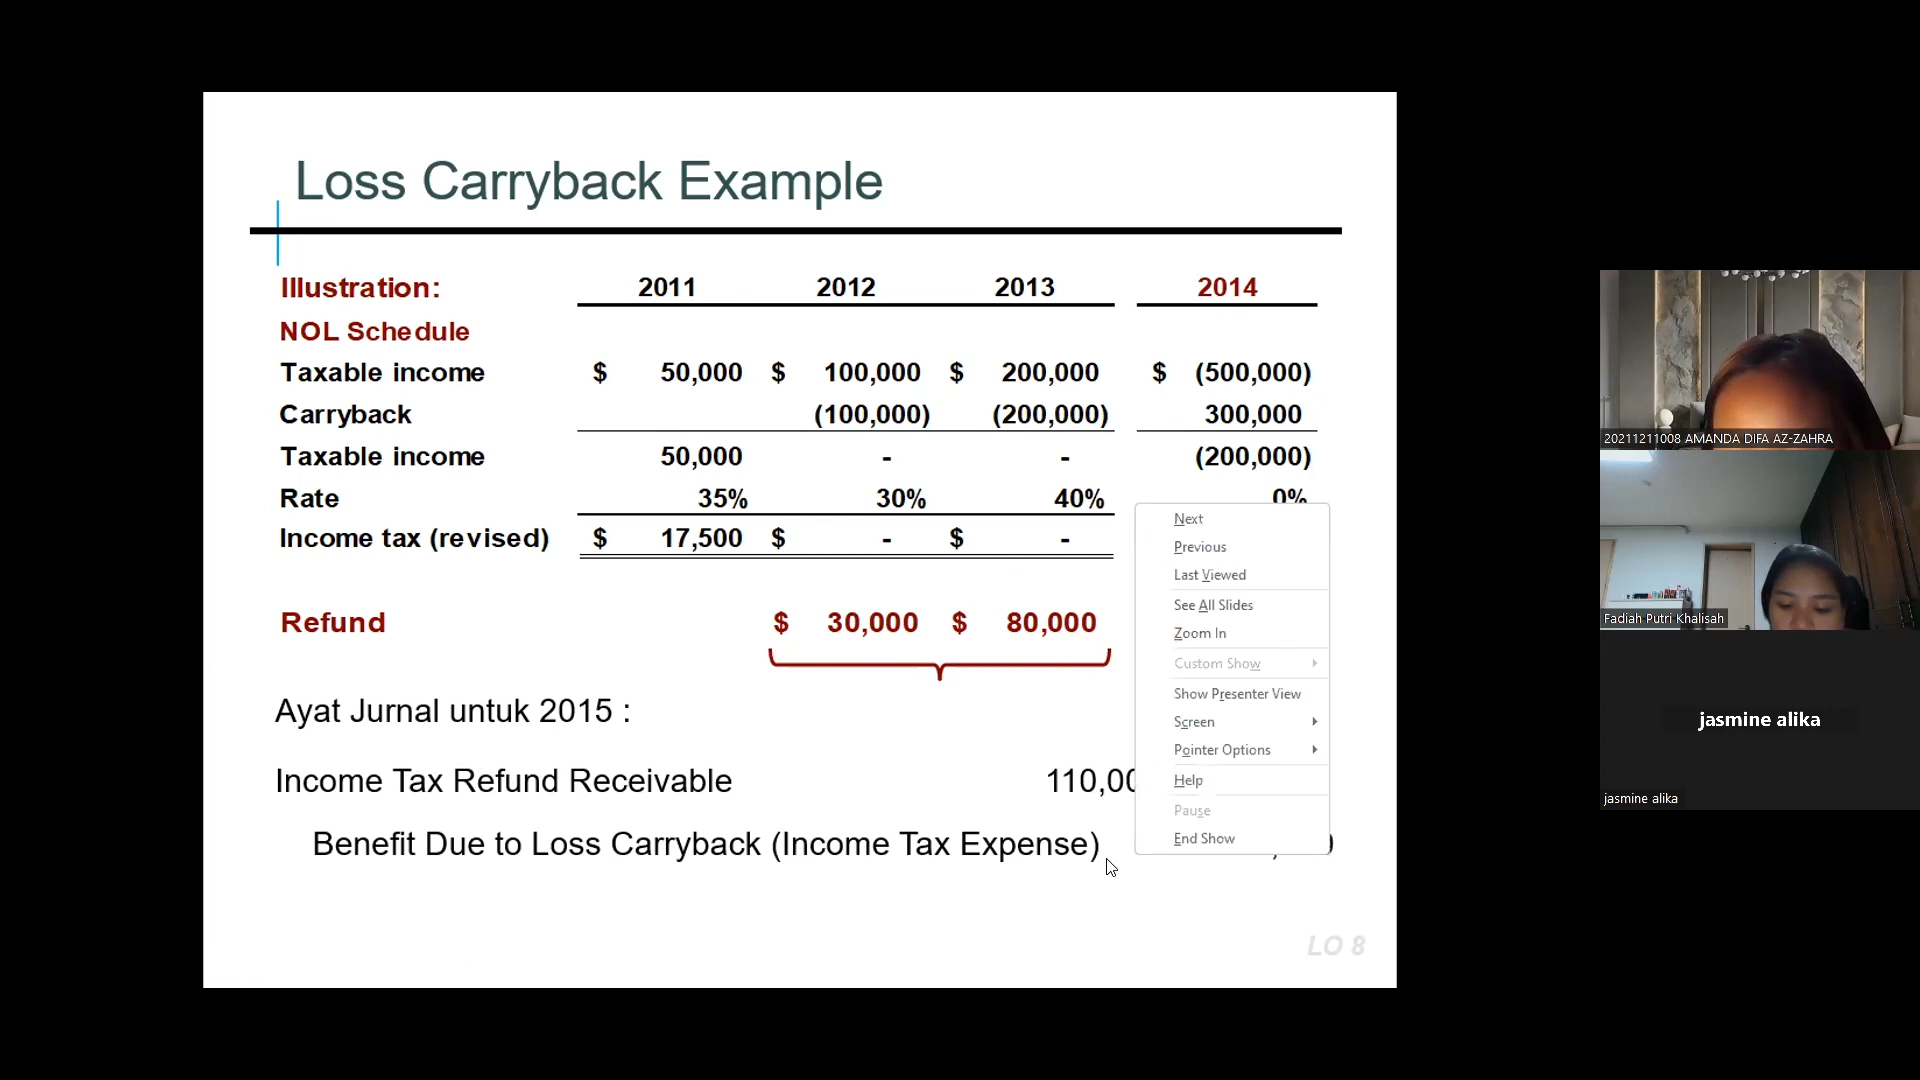 Loss Carryback Example
Illustration: 2011 2012 2013 2014
NOL Schedule
Taxable income $ 50,000 $ 100,000 $ 200,000 $ (500,000)
Carryback (100,000) (200,000) 300,000
Taxable income 50,000 - - (200,000)
Rate 35% 30% 40% 0%
Income tax (revised) $ 17,500 $ - $ -
Refund $ 30,000 $ 80,000
Ayat Jurnal untuk 2015 :
Income Tax Refund Receivable 110,00
Benefit Due to Loss Carryback (Income Tax Expense)
LO 8
Next
Previous
Last Viewed
See All Slides
Zoom In
Custom Show
Show Presenter View
Screen
Pointer Options
Help
Pause
End Show
20211211008 AMANDA DIFA AZ-ZAHRA
Fadiah Putri Khalisah
jasmine alika
jasmine alika